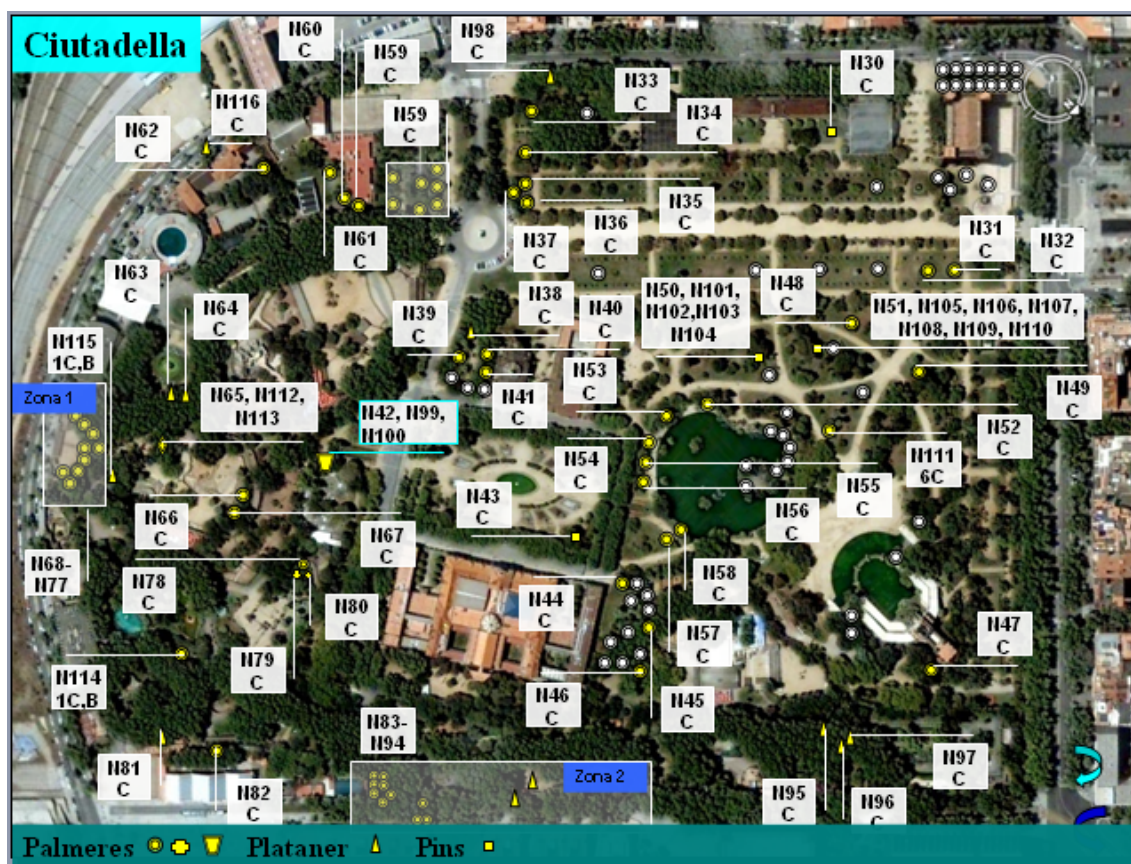 Ciutadella
N60
C
N59
C
N98
C
N33
C
N30
C
N34
C
N116
C
N62
C
N59
C
N35
C
N36
C
N61
C
N37
C
N31
C
N32
C
N63
C
N64
C
N38
C
N40
C
N39
C
N50, N101,
N102,N103
N104
N48
C
N51, N105, N106, N107,
N108, N109, N110
N115
1C,B
Zona 1
N53
C
N41
C
N49
C
N65, N112,
N113
N42, N99,
N100
N52
C
N54
C
N111
6C
N43
C
N55
C
N56
C
N66
C
N67
C
N68-
N77
N78
C
N58
C
N44
C
N80
C
N57
C
N47
C
N79
C
N114
1C,B
N46
C
N45
C
N83-
N94
N81
C
N82
C
Zona 2
N97
C
N95
C
N96
C
Palmeres
Plataner
Pins